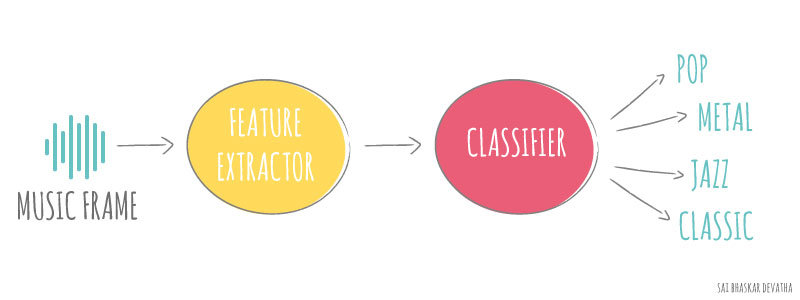 MUSIC FRAME
FEATURE
EXTRACTOR
CLASSIFIER
POP
METAL
JAZZ
CLASSIC
SAI BHASKAR DEVATHA